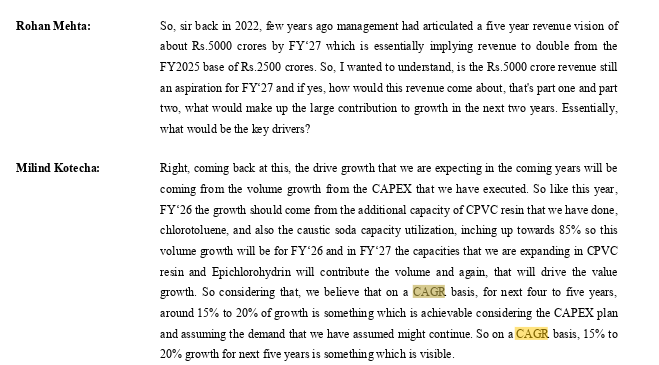 Rohan Mehta: So, sir back in 2022, few years ago management had articulated a five year revenue vision of
about Rs.5000 crores by FY‘27 which is essentially implying revenue to double from the
FY2025 base of Rs.2500 crores. So, I wanted to understand, is the Rs.5000 crore revenue still
an aspiration for FY‘27 and if yes, how would this revenue come about, that's part one and part
two, what would make up the large contribution to growth in the next two years. Essentially,
what would be the key drivers?
Milind Kotecha: Right, coming back at this, the drive growth that we are expecting in the coming years will be
coming from the volume growth from the CAPEX that we have executed. So like this year,
FY‘26 the growth should come from the additional capacity of CPVC resin that we have done,
chlorotoluene, and also the caustic soda capacity utilization, inching up towards 85% so this
volume growth will be for FY‘26 and in FY‘27 the capacities that we are expanding in CPVC
resin and Epichlorohydrin will contribute the volume and again, that will drive the value
growth. So considering that, we believe that on a CAGR basis, for next four to five years,
around 15% to 20% of growth is something which is achievable considering the CAPEX plan
and assuming the demand that we have assumed might continue. So on a CAGR basis, 15% to
20% growth for next five years is something which is visible.